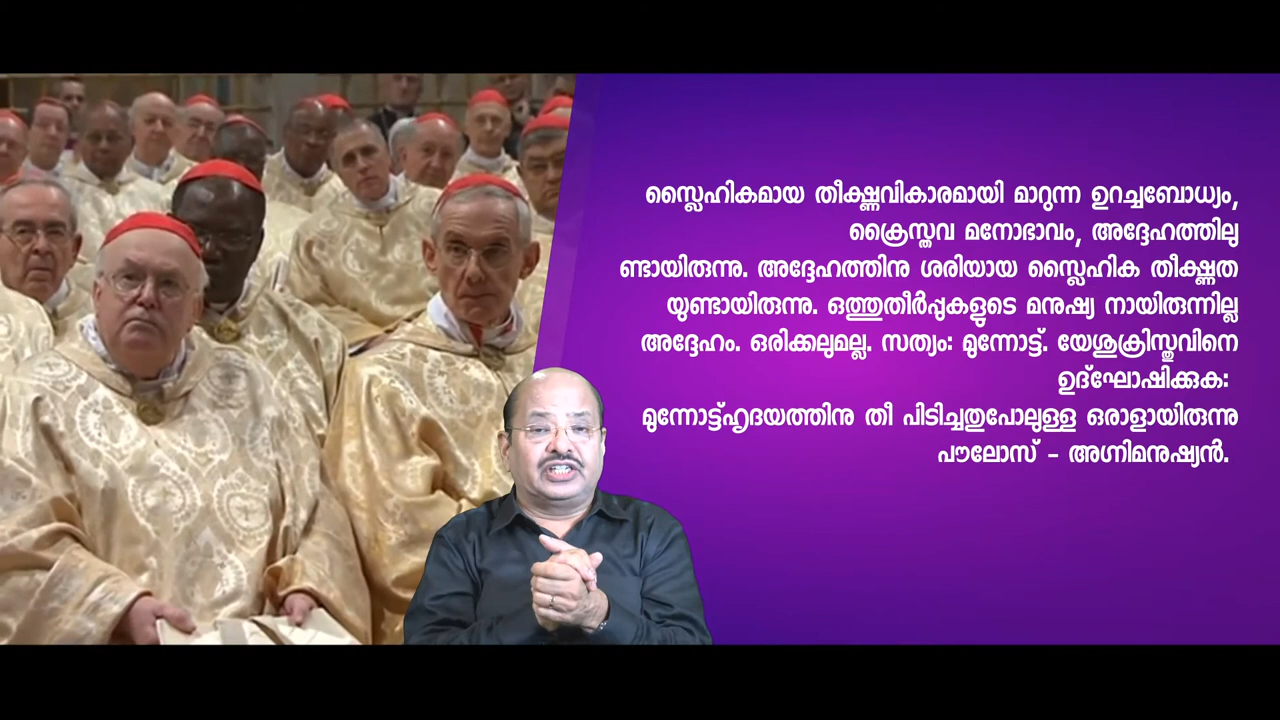 സ്ലൈഹികമായ തീക്ഷ്ണവികാരമായി മാറുന്ന ഉറച്ചബോധ്യം,
ക്രൈസ്തവ മനോഭാവം, അദ്ദേഹത്തിലു
ണ്ടായിരുന്നു. അദ്ദേഹത്തിനു ശരിയായ സ്ലൈഹിക തീക്ഷ്ണത
യുണ്ടായിരുന്നു. ഒത്തുതീർപ്പുകളുടെ മനുഷ്യ നായിരുന്നില്ല
അദ്ദേഹം. ഒരിക്കലുമല്ല. സത്യം: മുന്നോട്ട്. യേശുക്രിസ്തുവിനെ
ഉദ്ഘോഷിക്കുക:
മുന്നോട്ട്ഹൃദയത്തിനു തീ പിടിച്ചതുപോലുള്ള ഒരാളായിരുന്നു
പൗലോസ് – അഗ്നിമനുഷ്യൻ.